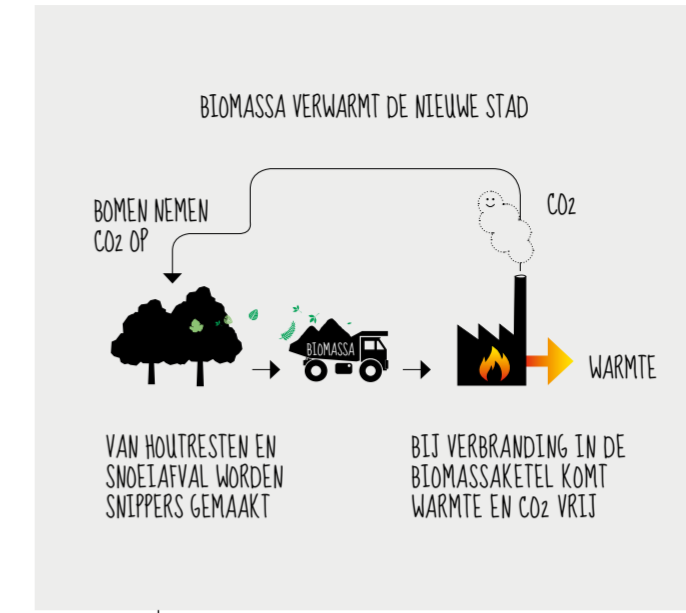 BIOMASSA VERWARMT DE NIEUWE STAD
BOMEN NEMEN
CO2 OP
CO2
BIOMASSA
WARMTE
VAN HOUTRESTEN EN
SNOEIAFVAL WORDEN
SNIPPERS GEMAAKT
BIJ VERBRANDING IN DE
BIOMASSAKETEL KOMT
WARMTE EN CO2 VRIJ